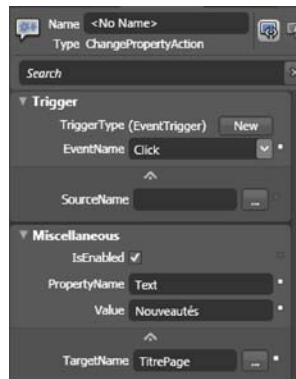 Name <No Name>
Type ChangePropertyAction
Search
Trigger
TriggerType (EventTrigger) New
EventName Click
SourceName ...
Miscellaneous
IsEnabled
PropertyName Text
Value Nouveautés
TargetName TitrePage ...